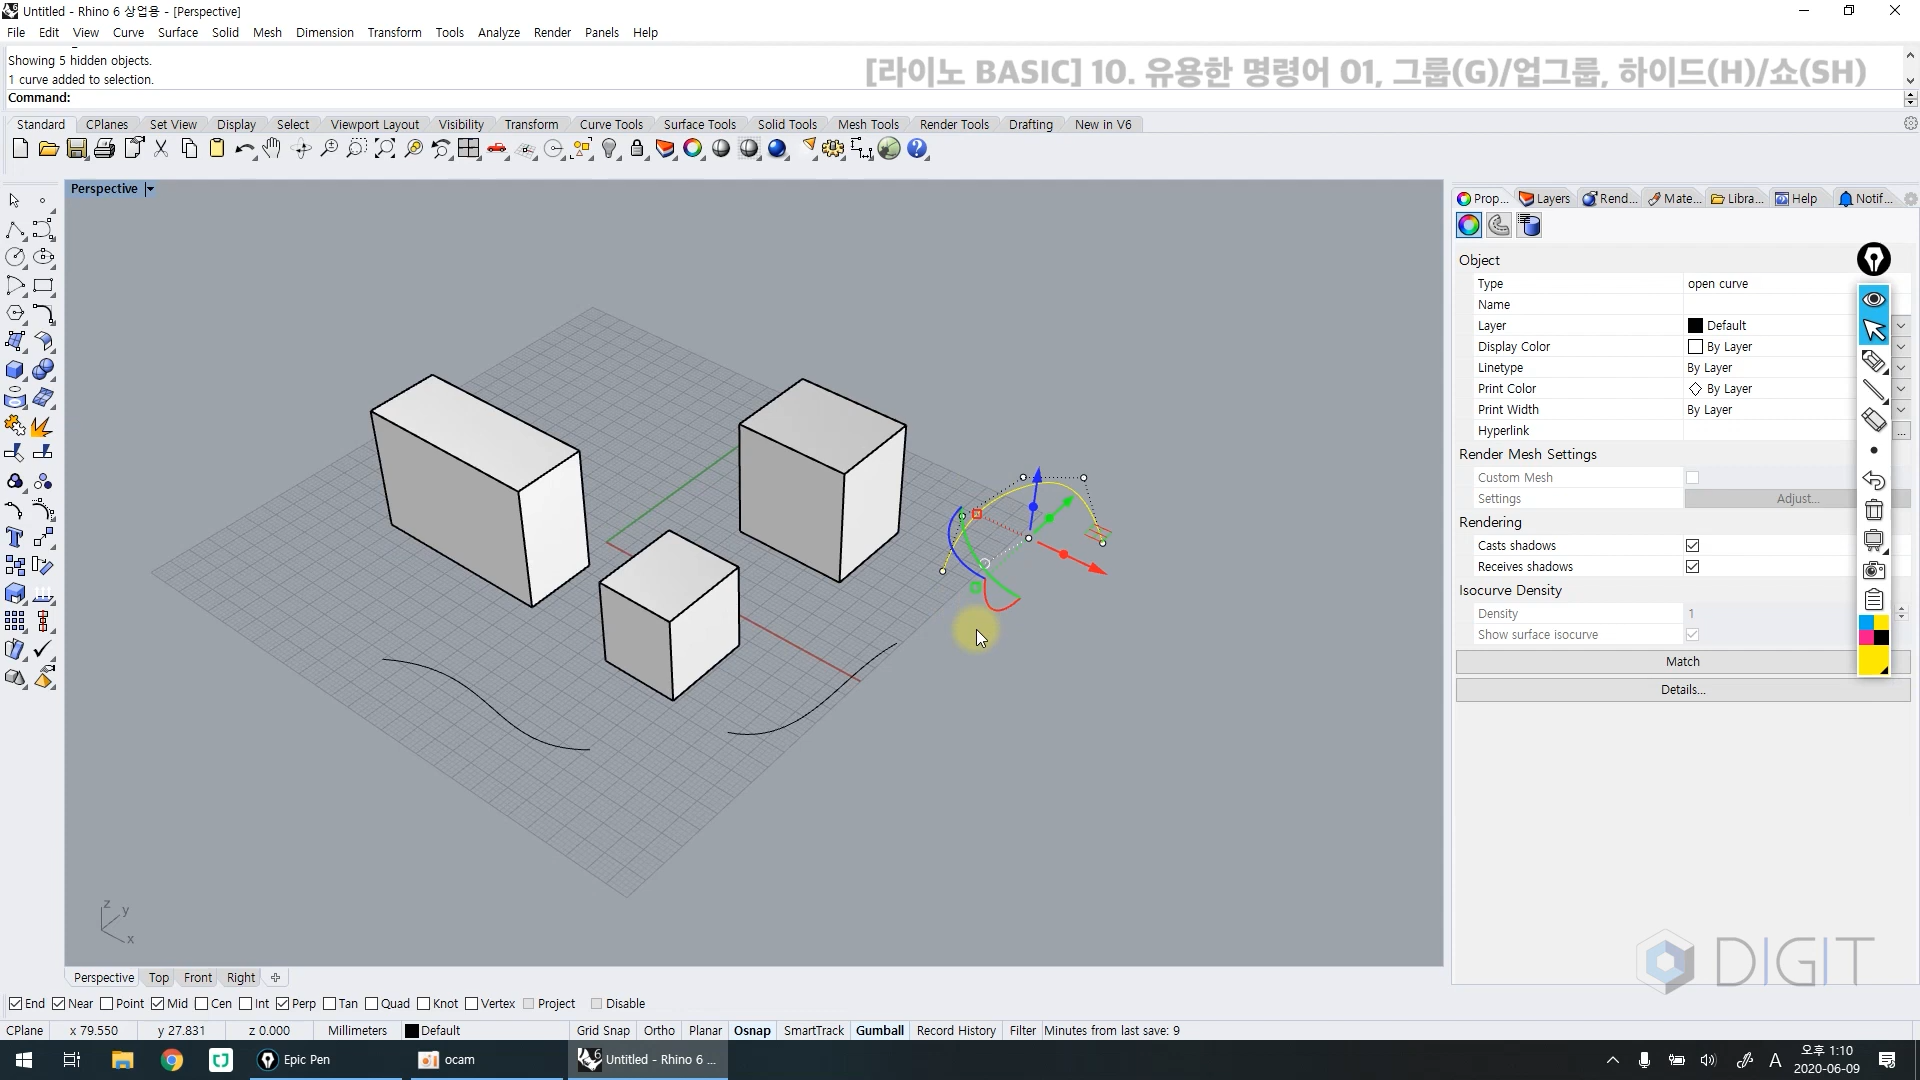 Untitled - Rhino 6 상업용 - [Perspective]
File Edit View Curve Surface Solid Mesh Dimension Transform Tools Analyze Render Panels Help
Showing 5 hidden objects.
1 curve added to selection.
Command:
[라이노 BASIC] 10. 유용한 명령어 01, 그룹(G)/업그룹, 하이드(H)/쇼(SH)
Standard CPlanes Set View Display Select Viewport Layout Visibility Transform Curve Tools Surface Tools Solid Tools Mesh Tools Render Tools Drafting New in V6
Perspective
Prop... Layers Rend... Mate... Libra... Help Notif...
Object
Type open curve
Name
Layer Default
Display Color By Layer
Linetype By Layer
Print Color By Layer
Print Width By Layer
Hyperlink ...
Render Mesh Settings
Custom Mesh
Settings Adjust...
Rendering
Casts shadows
Receives shadows
Isocurve Density
Density 1
Show surface isocurve
Match
Details...
z
y
x
DIGIT
Perspective Top Front Right
End Near Point Mid Cen Int Perp Tan Quad Knot Vertex Project Disable
CPlane x 79.550 y 27.831 z 0.000 Millimeters Default Grid Snap Ortho Planar Osnap SmartTrack Gumball Record History Filter Minutes from last save: 9
Epic Pen ocam Untitled - Rhino 6 ... A 오후 1:10
2020-06-09